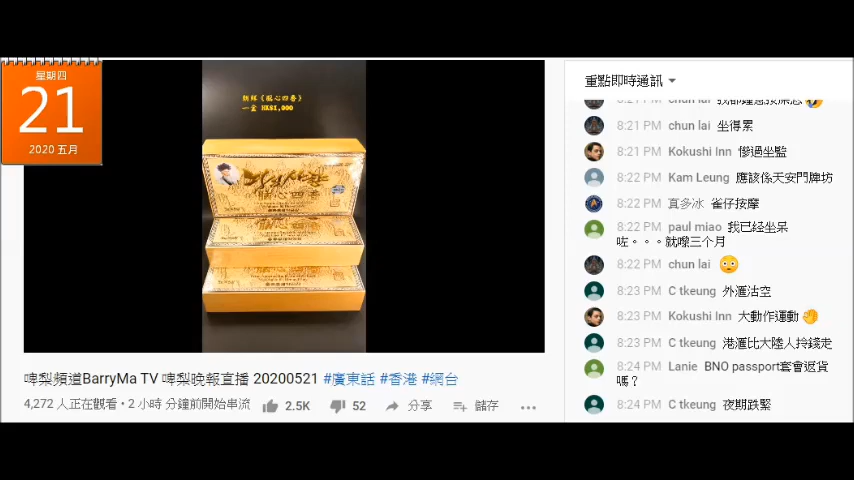 星期四
21
2020 五月
一盒 HK$1,000
啤梨頻道BarryMa TV 啤梨晚報直播 20200521 #廣東話 #香港 #網台
4,272 人正在觀看 • 2 小時 分鐘前開始串流
2.5K
52
分享
儲存
重點即時通訊
8:21 PM chun lai
8:21 PM chun lai 坐得累
8:21 PM Kokushi Inn 慘過坐監
8:22 PM Kam Leung 應該係天安門牌坊
8:22 PM 真多冰 雀仔按摩
8:22 PM paul miao 我已經坐呆
咗。。。就嚟三个月
8:22 PM chun lai 😳
8:23 PM C tkeung 外滙沽空
8:23 PM Kokushi Inn 大動作運動 👋
8:23 PM C tkeung 港滙比大陸人拎錢走
8:24 PM Lanie BNO passport套會返貨
嗎？
8:24 PM C tkeung 夜期跌緊